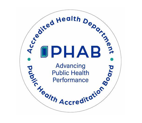 Accredited Health Department
PHAB
Advancing
Public Health
Performance
Public Health Accreditation Board